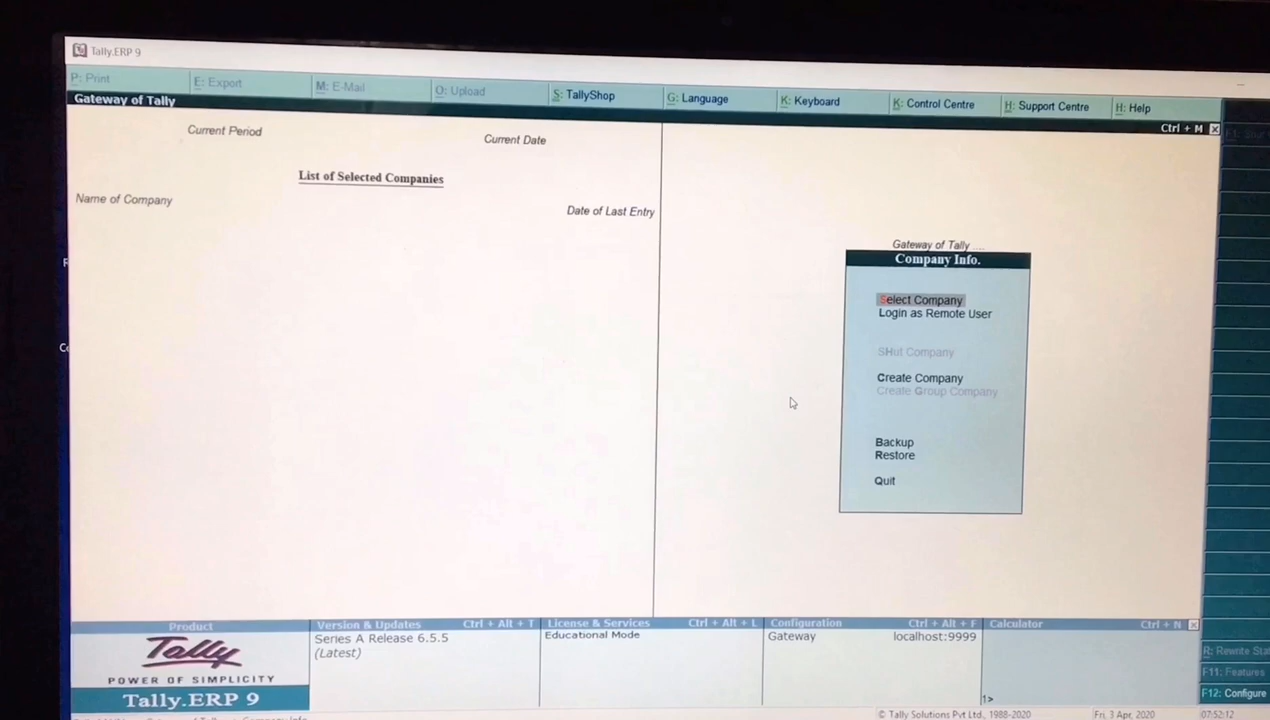 Tally.ERP 9
P: Print
E: Export
M: E-Mail
O: Upload
S: TallyShop
G: Language
K: Keyboard
K: Control Centre
H: Support Centre
H: Help
Gateway of Tally
Ctrl + M
Current Period
Current Date
List of Selected Companies
Name of Company
Date of Last Entry
Gateway of Tally ....
Company Info.
Select Company
Login as Remote User
SHut Company
Create Company
Create Group Company
Backup
Restore
Quit
Product
Tally
POWER OF SIMPLICITY
Tally.ERP 9
Version & Updates Ctrl + Alt + T
Series A Release 6.5.5
(Latest)
License & Services Ctrl + Alt + L
Educational Mode
Configuration Ctrl + Alt + F
Gateway localhost:9999
Calculator Ctrl + N
1>
R: Rewrite
F11: Features
F12: Configure
© Tally Solutions Pvt Ltd., 1988-2020
Fri, 3 Apr, 2020
07:52:12